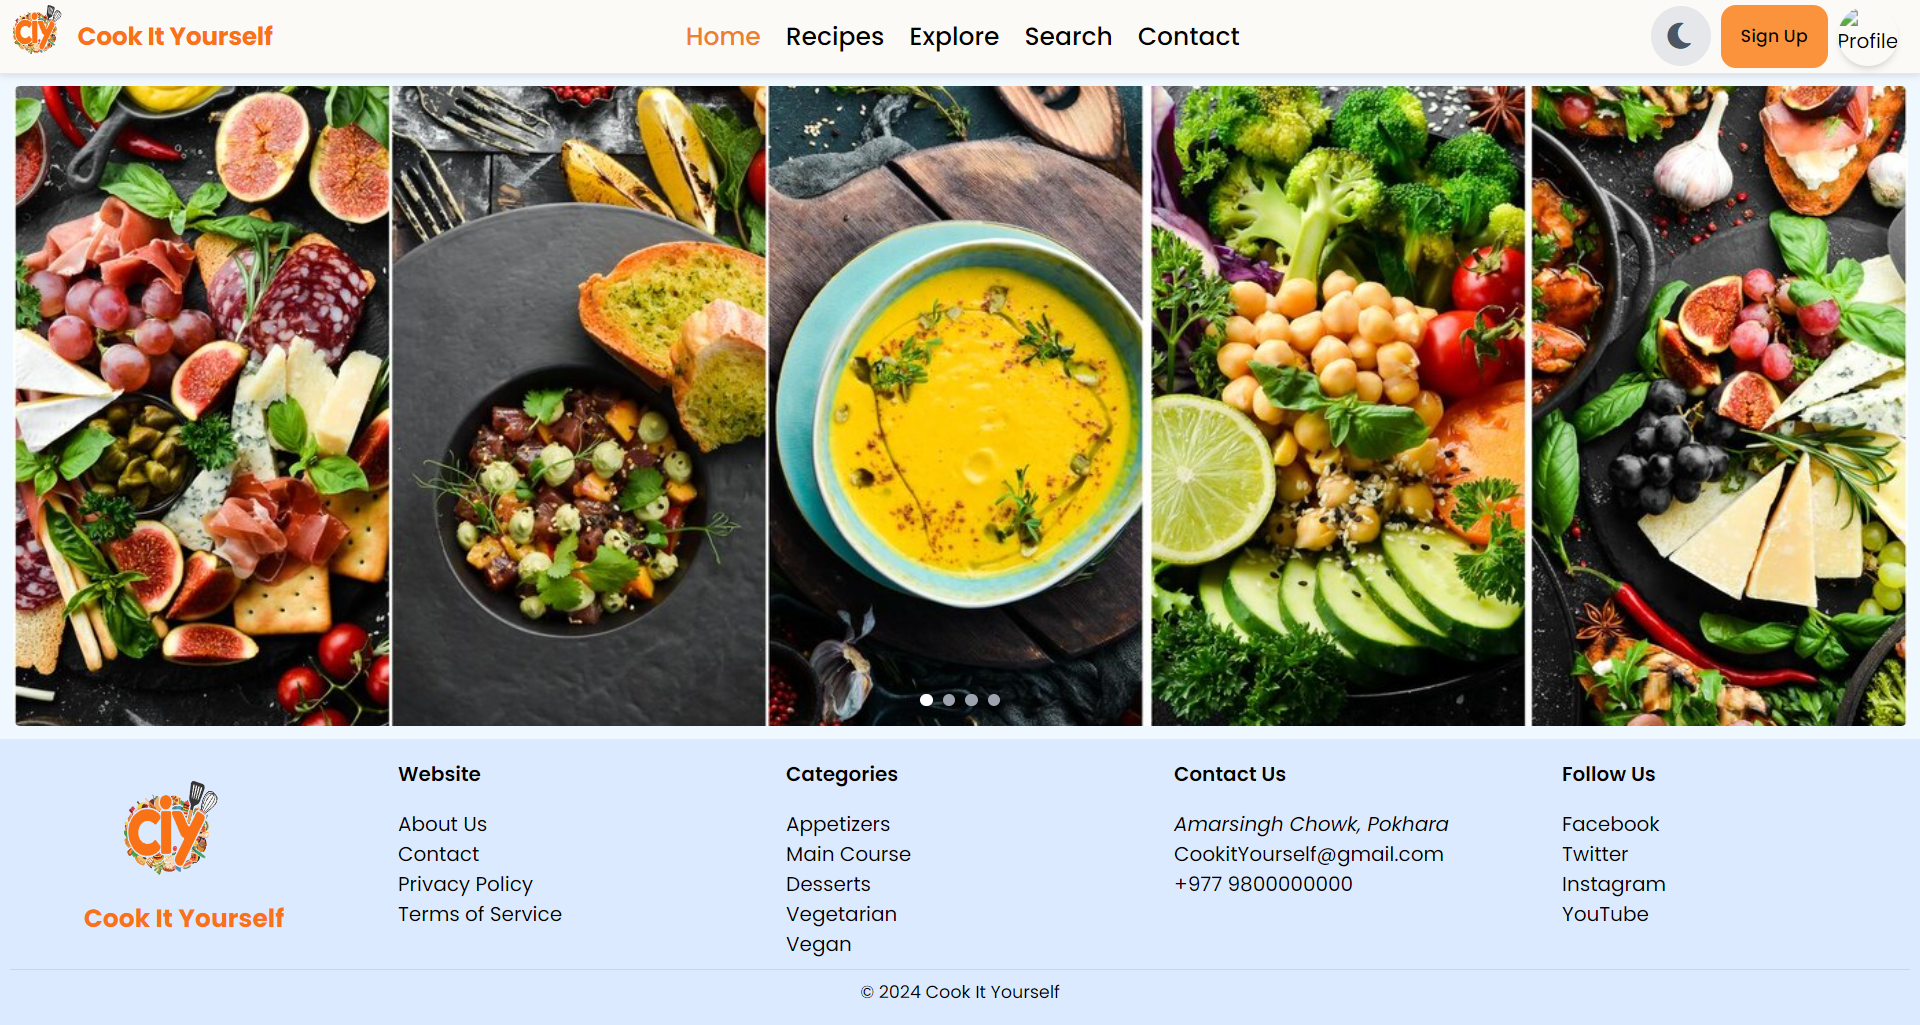 CIY
Cook It Yourself
Home Recipes Explore Search Contact
Sign Up
Profile
CIY
Cook It Yourself
Website
About Us
Contact
Privacy Policy
Terms of Service
Categories
Appetizers
Main Course
Desserts
Vegetarian
Vegan
Contact Us
Amarsingh Chowk, Pokhara
CookitYourself@gmail.com
+977 9800000000
Follow Us
Facebook
Twitter
Instagram
YouTube
© 2024 Cook It Yourself